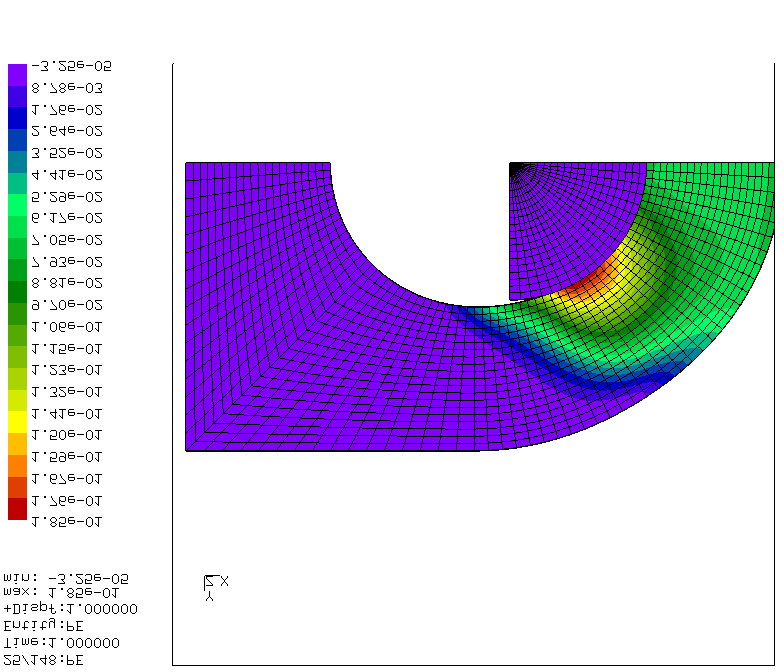 -3.25e-05
8.78e-03
1.76e-02
2.64e-02
3.52e-02
4.41e-02
5.29e-02
6.17e-02
7.05e-02
7.93e-02
8.81e-02
9.70e-02
1.06e-01
1.15e-01
1.23e-01
1.32e-01
1.41e-01
1.50e-01
1.59e-01
1.67e-01
1.76e-01
1.85e-01
min: -3.25e-05
max: 1.85e-01
+Dispf:1.000000
Entity:PE
Time:1.000000
25/148:PE
Z X
Y